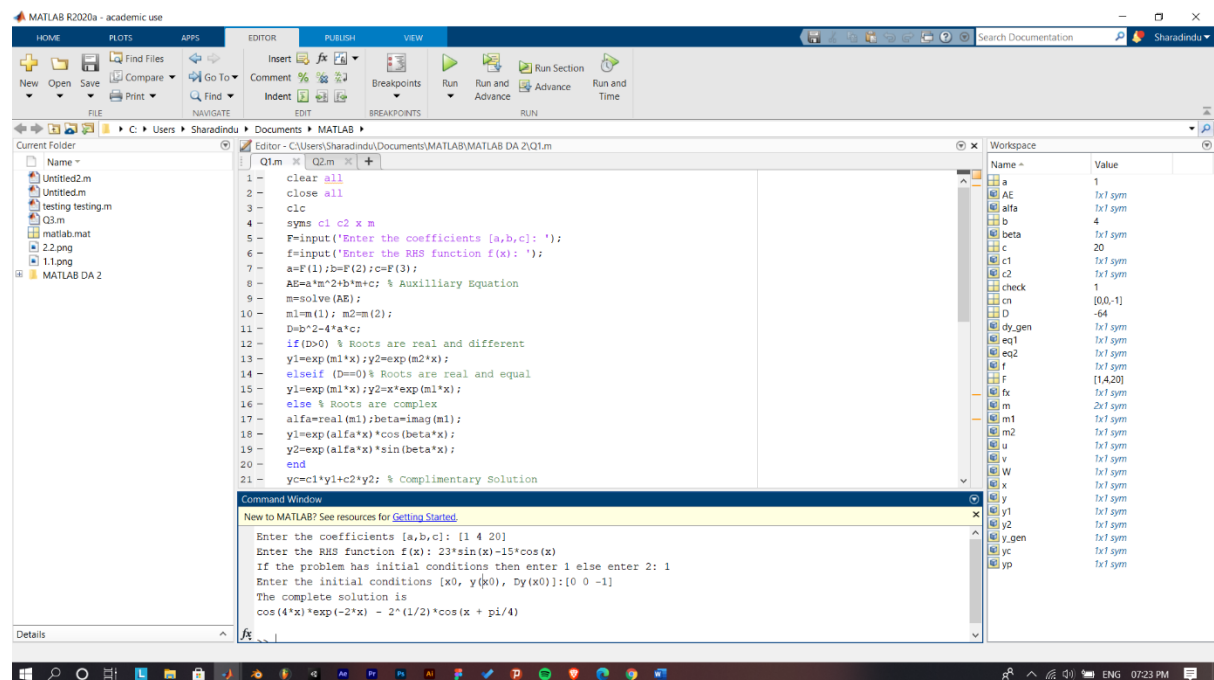 MATLAB R2020a - academic use
HOME PLOTS APPS EDITOR PUBLISH VIEW Search Documentation Sharadindu
New Open Save Find Files Compare Print Go To Find Insert fx Comment % Indent Breakpoints Run Run and Advance Run Section Advance Run and Time
FILE NAVIGATE EDIT BREAKPOINTS RUN
C: Users Sharadindu Documents MATLAB
Current Folder
Name
Untitled2.m
Untitled.m
testing testing.m
Q3.m
matlab.mat
2.2.png
1.1.png
MATLAB DA 2
Details
Editor - C:\Users\Sharadindu\Documents\MATLAB\MATLAB DA 2\Q1.m
Q1.m Q2.m +
1 - clear all
2 - close all
3 - clc
4 - syms c1 c2 x m
5 - F=input('Enter the coefficients [a,b,c]: ');
6 - f=input('Enter the RHS function f(x): ');
7 - a=F(1);b=F(2);c=F(3);
8 - AE=a*m^2+b*m+c; % Auxilliary Equation
9 - m=solve(AE);
10 - m1=m(1); m2=m(2);
11 - D=b^2-4*a*c;
12 - if(D>0) % Roots are real and different
13 - y1=exp(m1*x);y2=exp(m2*x);
14 - elseif (D==0)% Roots are real and equal
15 - y1=exp(m1*x);y2=x*exp(m1*x);
16 - else % Roots are complex
17 - alfa=real(m1);beta=imag(m1);
18 - y1=exp(alfa*x)*cos(beta*x);
19 - y2=exp(alfa*x)*sin(beta*x);
20 - end
21 - yc=c1*y1+c2*y2; % Complimentary Solution
Command Window
New to MATLAB? See resources for Getting Started.
Enter the coefficients [a,b,c]: [1 4 20]
Enter the RHS function f(x): 23*sin(x)-15*cos(x)
If the problem has initial conditions then enter 1 else enter 2: 1
Enter the initial conditions [x0, y(x0), Dy(x0)]:[0 0 -1]
The complete solution is
cos(4*x)*exp(-2*x) - 2^(1/2)*cos(x + pi/4)
fx >>
Workspace
Name Value
a 1
AE 1x1 sym
alfa 1x1 sym
b 4
beta 1x1 sym
c 20
c1 1x1 sym
c2 1x1 sym
check 1
cn [0,0,-1]
D -64
dy_gen 1x1 sym
eq1 1x1 sym
eq2 1x1 sym
f 1x1 sym
F [1,4,20]
fx 1x1 sym
m 2x1 sym
m1 1x1 sym
m2 1x1 sym
u 1x1 sym
v 1x1 sym
W 1x1 sym
x 1x1 sym
y 1x1 sym
y1 1x1 sym
y2 1x1 sym
y_gen 1x1 sym
yc 1x1 sym
yp 1x1 sym
L Ae Pr Ps Ai ENG 07:23 PM